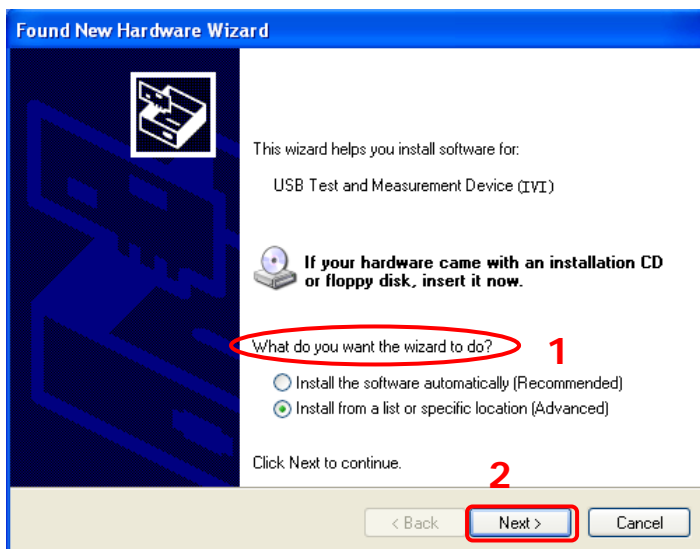 Found New Hardware Wizard
This wizard helps you install software for:
USB Test and Measurement Device (IVI)
If your hardware came with an installation CD
or floppy disk, insert it now.
What do you want the wizard to do?
1
Install the software automatically (Recommended)
Install from a list or specific location (Advanced)
Click Next to continue.
2
< Back
Next >
Cancel